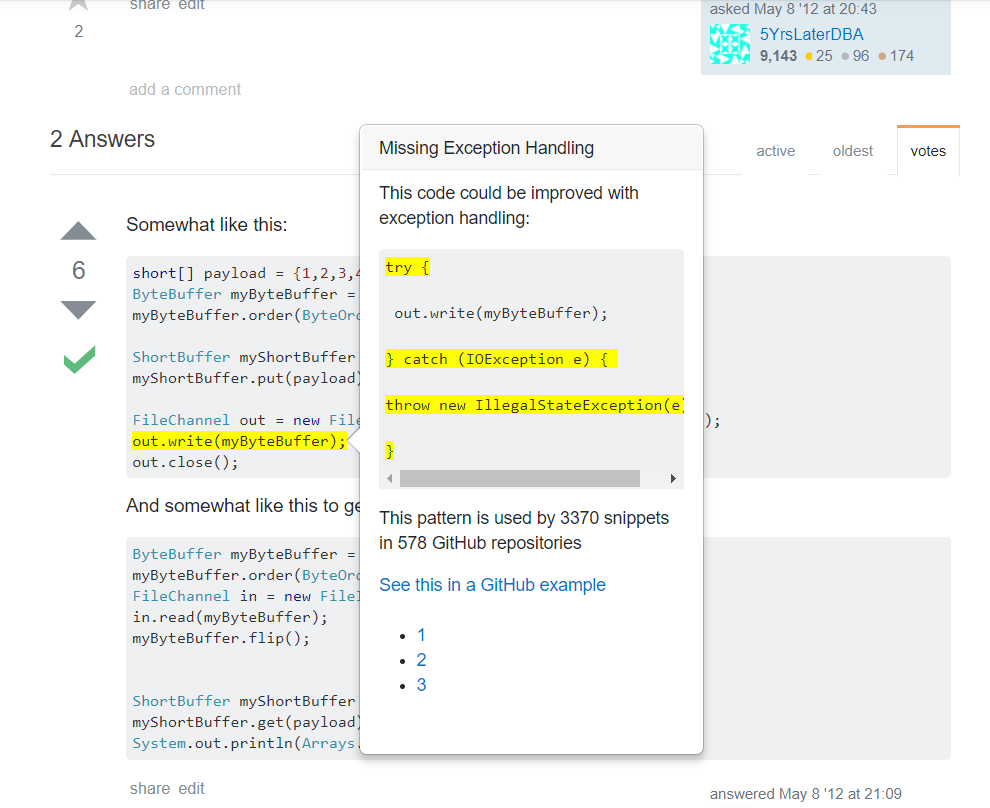 share edit
2
asked May 8 '12 at 20:43
5YrsLaterDBA
9,143 25 96 174
add a comment
2 Answers
active oldest votes
6
Somewhat like this:
short[] payload = {1,2,3,4
ByteBuffer myByteBuffer =
myByteBuffer.order(ByteOrd
ShortBuffer myShortBuffer
myShortBuffer.put(payload)
FileChannel out = new File
);
out.write(myByteBuffer);
out.close();
And somewhat like this to ge
ByteBuffer myByteBuffer =
myByteBuffer.order(ByteOrd
FileChannel in = new FileI
in.read(myByteBuffer);
myByteBuffer.flip();
ShortBuffer myShortBuffer
myShortBuffer.get(payload)
System.out.println(Arrays.
share edit
answered May 8 '12 at 21:09
Missing Exception Handling
This code could be improved with
exception handling:
try {
out.write(myByteBuffer);
} catch (IOException e) {
throw new IllegalStateException(e)
}
This pattern is used by 3370 snippets
in 578 GitHub repositories
See this in a GitHub example
1
2
3